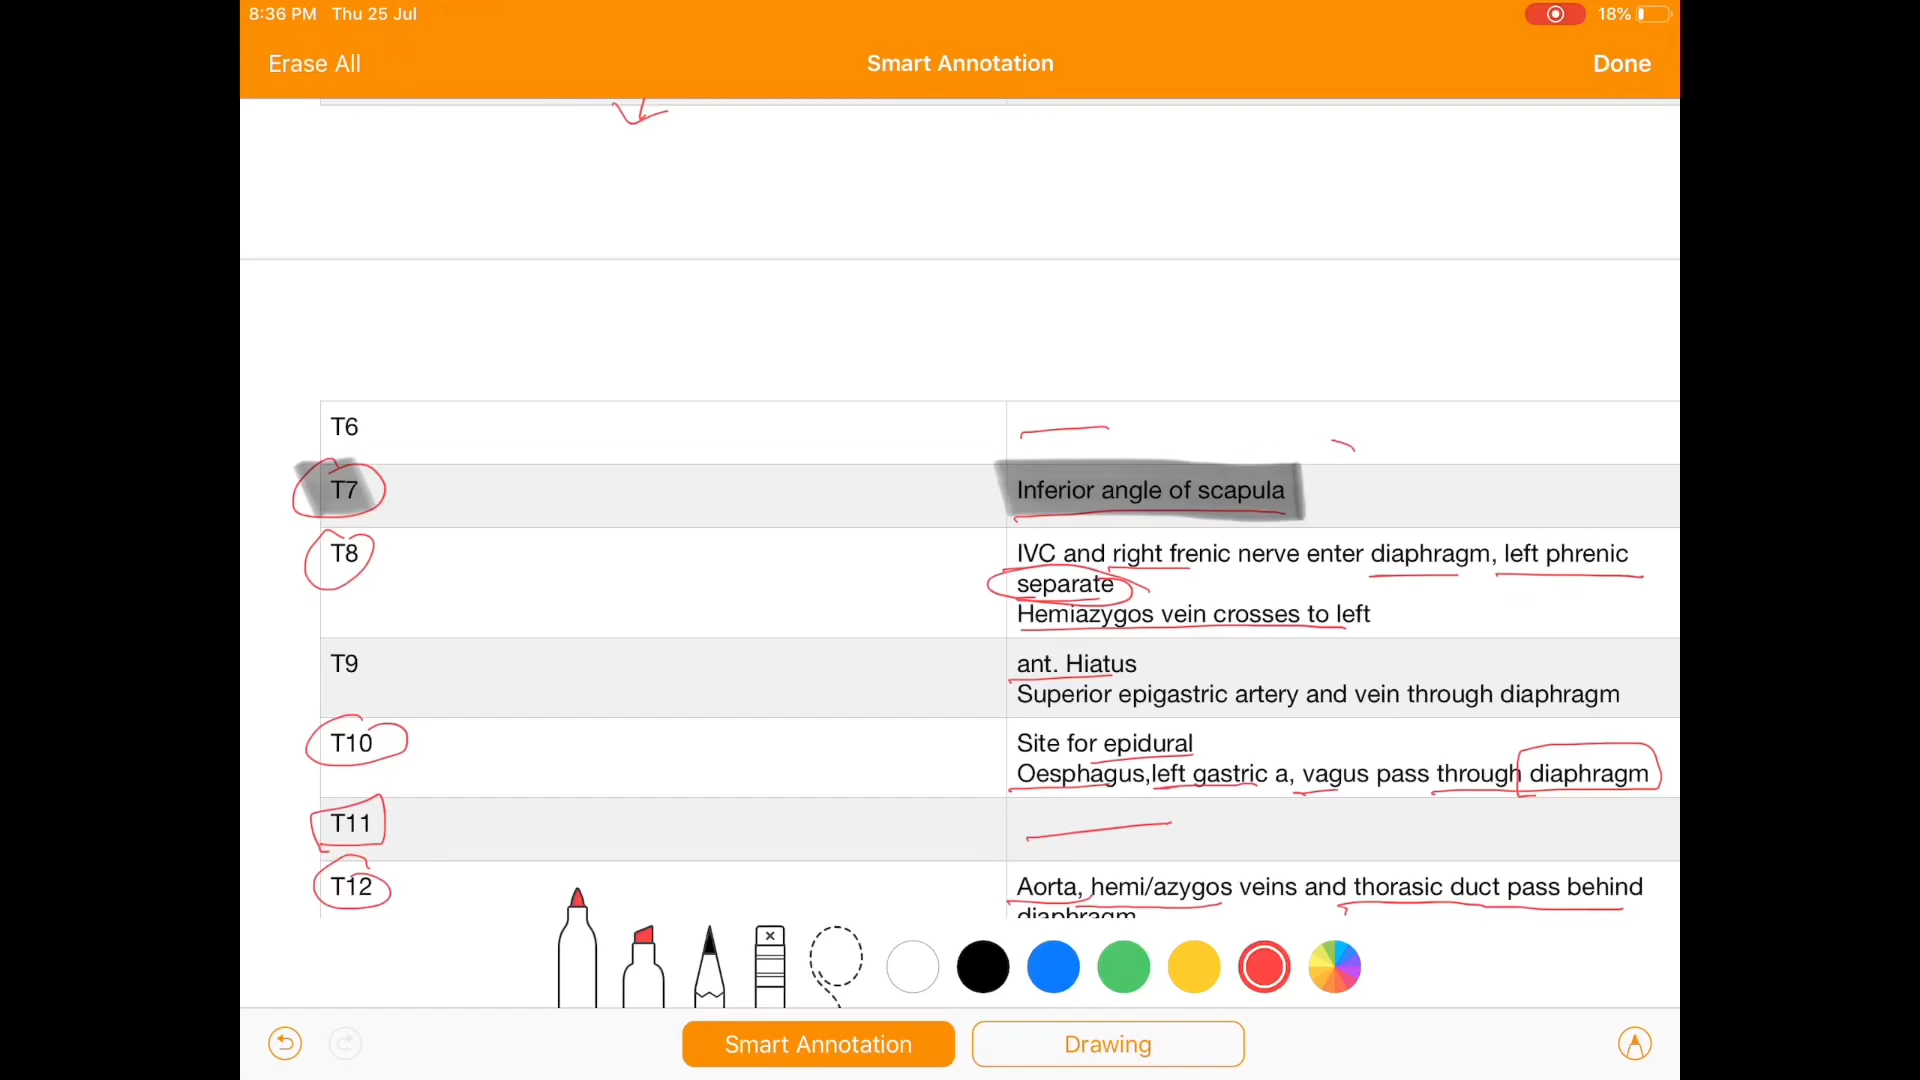 8:36 PM Thu 25 Jul
18%
Erase All
Smart Annotation
Done
T6
T7
Inferior angle of scapula
T8
IVC and right frenic nerve enter diaphragm, left phrenic
separate
Hemiazygos vein crosses to left
T9
ant. Hiatus
Superior epigastric artery and vein through diaphragm
T10
Site for epidural
Oesphagus,left gastric a, vagus pass through diaphragm
T11
T12
Aorta, hemi/azygos veins and thorasic duct pass behind
diaphragm
Smart Annotation
Drawing